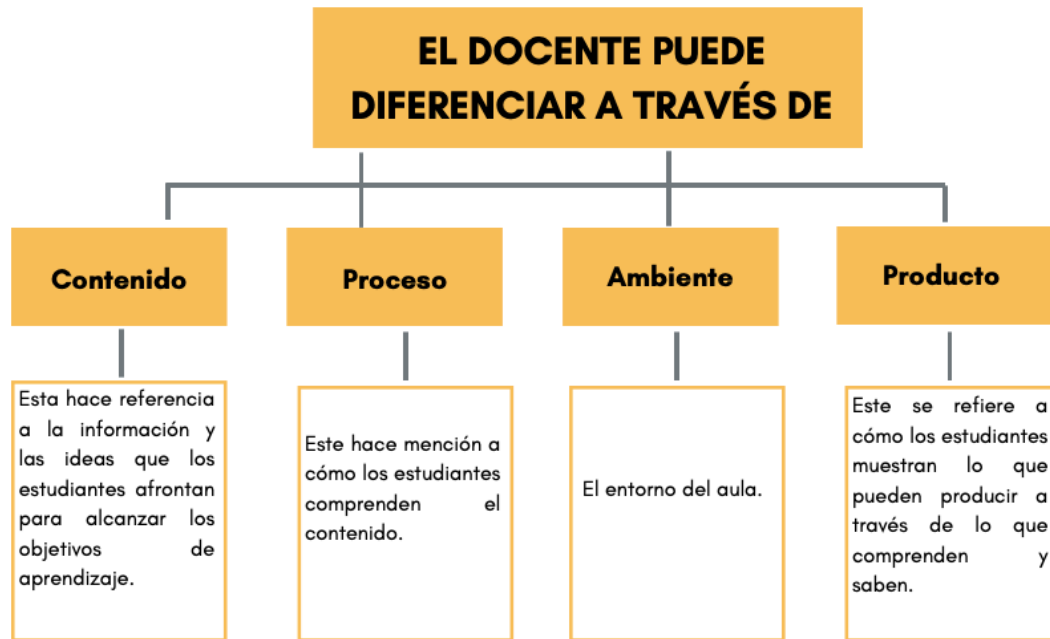 EL DOCENTE PUEDE
DIFERENCIAR A TRAVÉS DE
Contenido
Proceso
Ambiente
Producto
Esta hace referencia
a la información y
las ideas que los
estudiantes afrontan
para alcanzar los
objetivos de
aprendizaje.
Este hace mención a
cómo los estudiantes
comprenden el
contenido.
El entorno del aula.
Este se refiere a
cómo los estudiantes
muestran lo que
pueden producir a
través de lo que
comprenden y
saben.